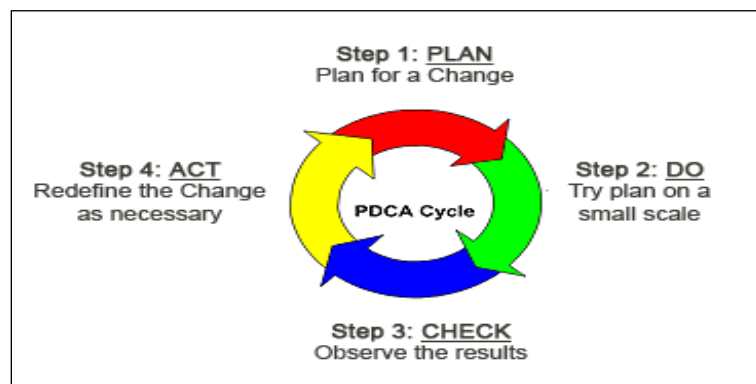 Step 1: PLAN
Plan for a Change
Step 2: DO
Try plan on a
small scale
Step 3: CHECK
Observe the results
Step 4: ACT
Redefine the Change
as necessary
PDCA Cycle